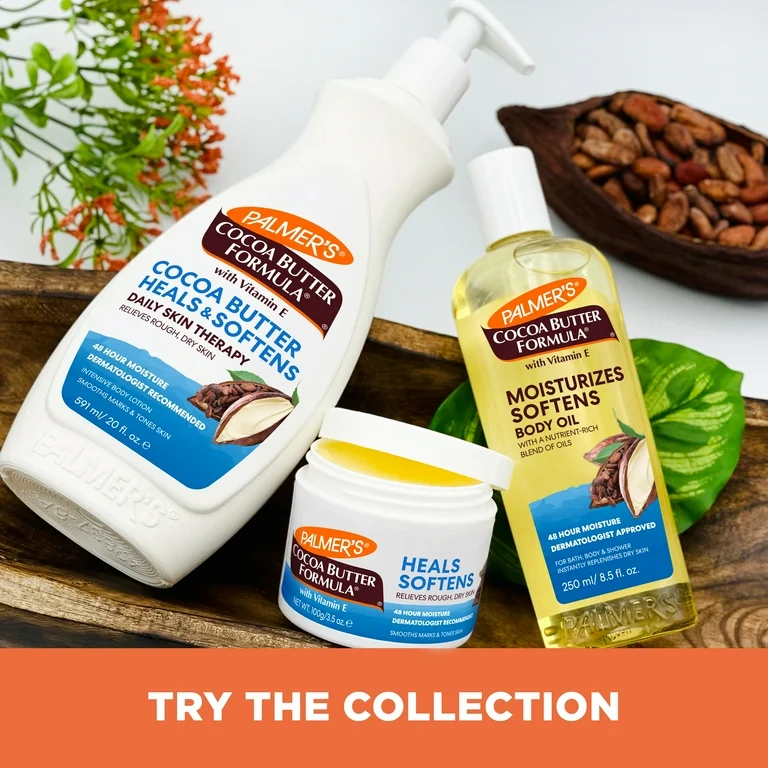 PALMER'S®
COCOA BUTTER
FORMULA®
with Vitamin E
COCOA BUTTER
HEALS & SOFTENS
DAILY SKIN THERAPY
RELIEVES ROUGH, DRY SKIN
48 HOUR MOISTURE
DERMATOLOGIST RECOMMENDED
INTENSIVE BODY LOTION
SMOOTHS MARKS & TONES SKIN
591 ml/ 20 fl. oz. ℮
PALMER'S®
PALMER'S®
COCOA BUTTER
FORMULA®
with Vitamin E
NET WT. 100g/3.5 oz. ℮
HEALS
SOFTENS
RELIEVES ROUGH, DRY SKIN
48 HOUR MOISTURE
DERMATOLOGIST RECOMMENDED
SMOOTHS MARKS & TONES SKIN
PALMER'S®
COCOA BUTTER
FORMULA®
with Vitamin E
MOISTURIZES
SOFTENS
BODY OIL
WITH A NUTRIENT-RICH
BLEND OF OILS
48 HOUR MOISTURE
DERMATOLOGIST APPROVED
FOR BATH, BODY & SHOWER
INSTANTLY REPLENISHES DRY SKIN
250 ml/ 8.5 fl. oz.
PALMER'S
TRY THE COLLECTION